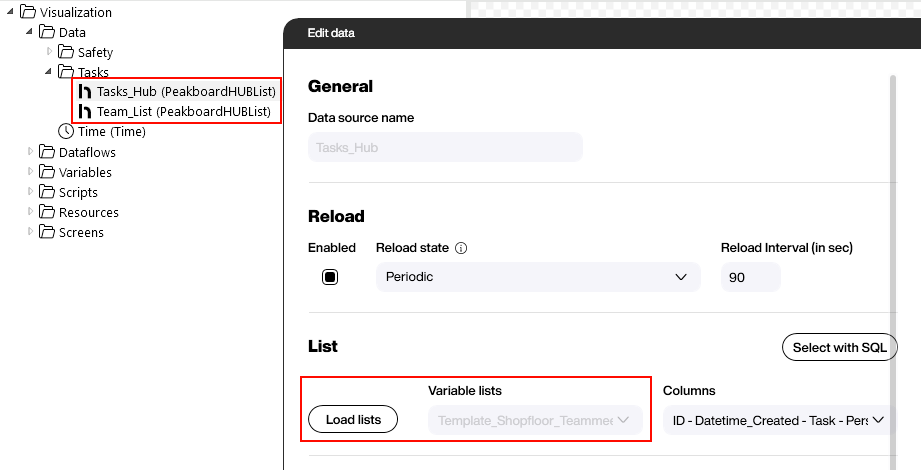 Visualization
Data
Safety
Tasks
Tasks_Hub (PeakboardHUBList)
Team_List (PeakboardHUBList)
Time (Time)
Dataflows
Variables
Scripts
Resources
Screens
Edit data
General
Data source name
Tasks_Hub
Reload
Enabled Reload state Reload Interval (in sec)
Periodic 90
List Select with SQL
Variable lists Columns
Load lists Template_Shopfloor_Teammee ID - Datetime_Created - Task - Pers